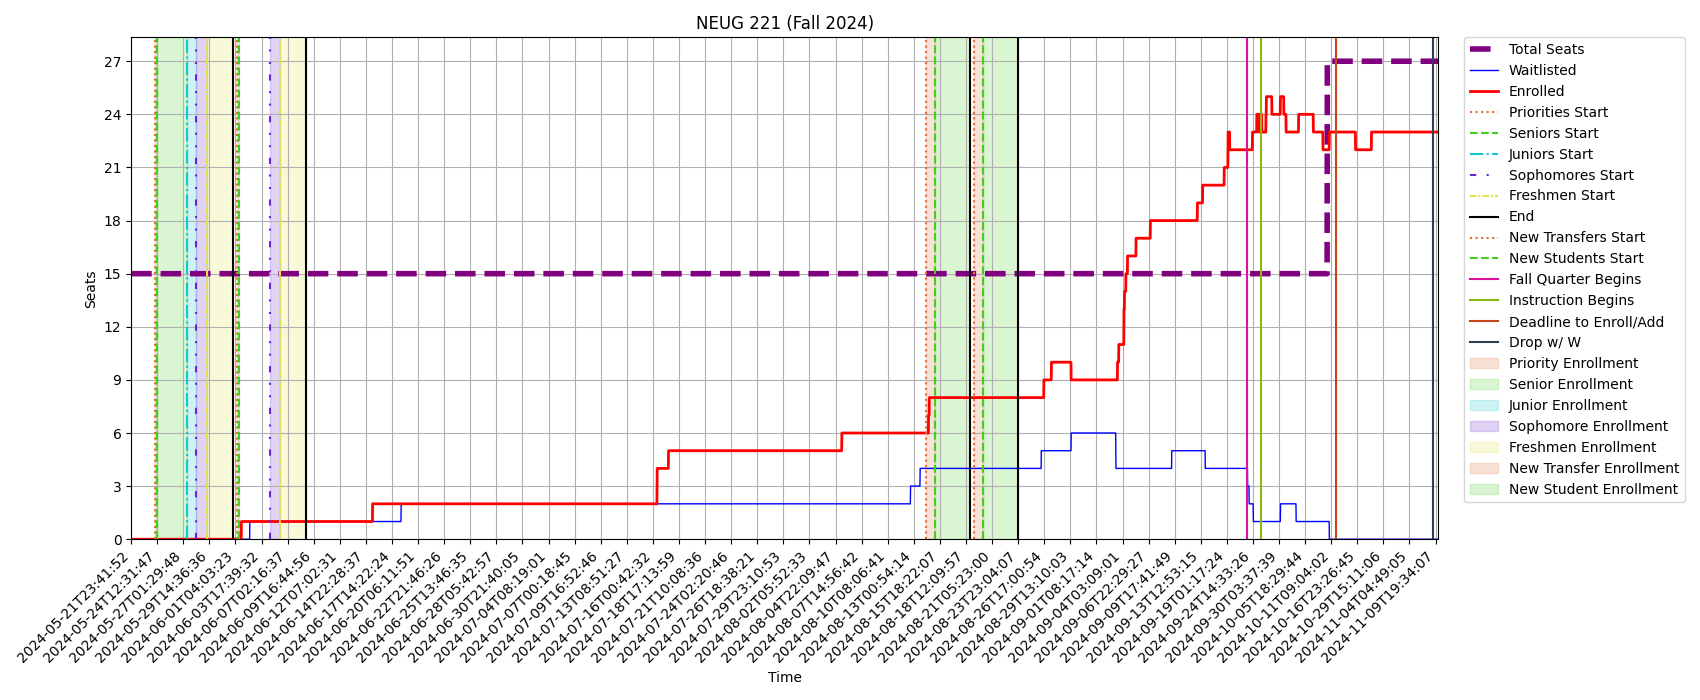 NEUG 221 (Fall 2024)
Seats
27
24
21
18
15
12
9
6
3
0
2024-05-21T23:41:52
2024-05-24T12:31:47
2024-05-27T01:29:48
2024-05-29T14:36:36
2024-06-01T04:03:23
2024-06-03T17:39:32
2024-06-07T02:16:37
2024-06-09T16:44:56
2024-06-12T07:02:31
2024-06-14T22:28:37
2024-06-17T14:22:24
2024-06-20T06:11:51
2024-06-22T21:46:26
2024-06-25T13:46:35
2024-06-28T05:42:57
2024-06-30T21:40:05
2024-07-04T08:19:01
2024-07-07T00:18:45
2024-07-09T16:52:46
2024-07-13T08:51:27
2024-07-16T00:42:32
2024-07-18T17:13:59
2024-07-21T10:08:36
2024-07-24T02:20:46
2024-07-26T18:38:21
2024-07-29T23:10:53
2024-08-02T05:52:33
2024-08-04T22:09:47
2024-08-07T14:56:42
2024-08-10T08:06:41
2024-08-13T00:54:14
2024-08-15T18:22:07
2024-08-18T12:09:57
2024-08-21T05:23:00
2024-08-23T23:04:07
2024-08-26T17:00:54
2024-08-29T13:10:03
2024-09-01T08:17:14
2024-09-04T03:09:01
2024-09-06T22:29:27
2024-09-09T17:41:49
2024-09-13T12:53:15
2024-09-19T01:17:24
2024-09-24T14:33:26
2024-09-30T03:37:39
2024-10-05T18:29:44
2024-10-11T09:04:02
2024-10-16T23:26:45
2024-10-29T15:11:06
2024-11-04T04:49:05
2024-11-09T19:34:07
Time
Total Seats
Waitlisted
Enrolled
Priorities Start
Seniors Start
Juniors Start
Sophomores Start
Freshmen Start
End
New Transfers Start
New Students Start
Fall Quarter Begins
Instruction Begins
Deadline to Enroll/Add
Drop w/ W
Priority Enrollment
Senior Enrollment
Junior Enrollment
Sophomore Enrollment
Freshmen Enrollment
New Transfer Enrollment
New Student Enrollment